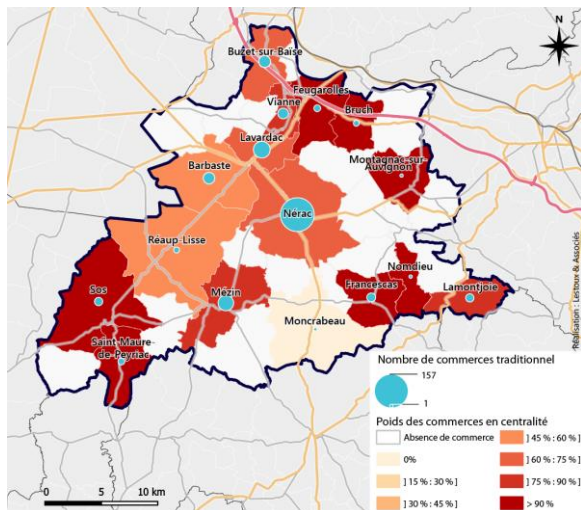 N
Buzet-sur-Baïse
Feugarolles
Vianne
Bruch
Lavardac
Montagnac-sur-
Auvignon
Barbaste
Nérac
Réaup-Lisse
Nomdieu
Sos
Mézin
Francescas
Lamontjoie
Moncrabeau
Saint-Maure-
de-Peyriac
Réalisation : Lestoux & Associés
Nombre de commerces traditionnel
157
1
Poids des commerces en centralité
Absence de commerce
0%
] 15 % : 30 % ]
] 30 % : 45 % ]
] 45 % : 60 % ]
] 60 % : 75 % ]
] 75 % : 90 % ]
> 90 %
0 5 10 km